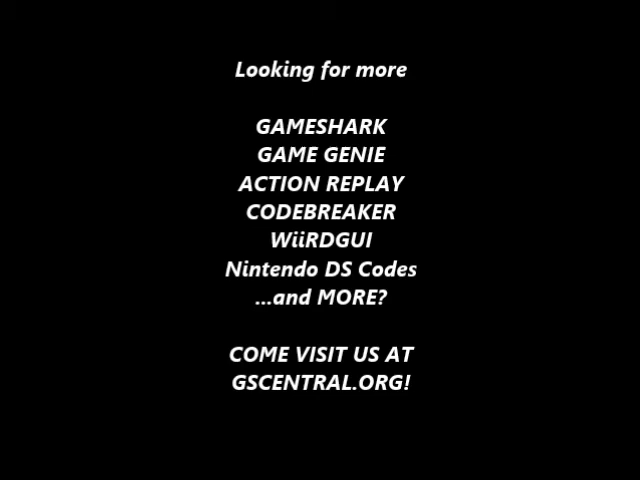 Looking for more
GAMESHARK
GAME GENIE
ACTION REPLAY
CODEBREAKER
WiiRDGUI
Nintendo DS Codes
...and MORE?
COME VISIT US AT
GSCENTRAL.ORG!